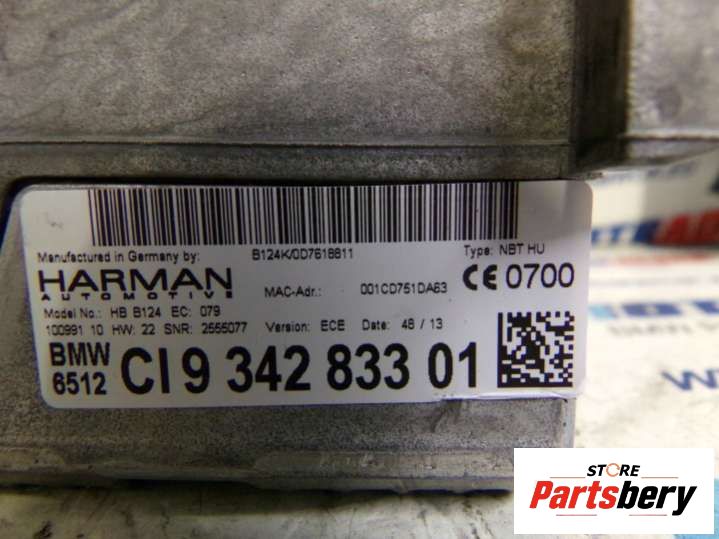 Manufactured in Germany by:
B124K/0D7618811
Type: NBT HU
HARMAN
AUTOMOTIVE
MAC-Adr.: 001CD751DA63
CE 0700
Model No.: HB B124 EC: 079
100991 10 HW: 22 SNR: 2555077
Version: ECE Date: 48 / 13
BMW
6512
CI 9 342 833 01
STORE
Partsbery